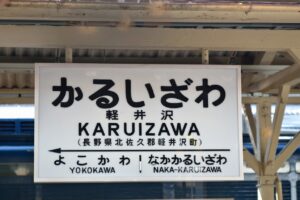 かるいざわ
軽井沢
KARUIZAWA
(長野県北佐久郡軽井沢町)
よこかわ なかかるいざわ
YOKOKAWA NAKA-KARUIZAWA